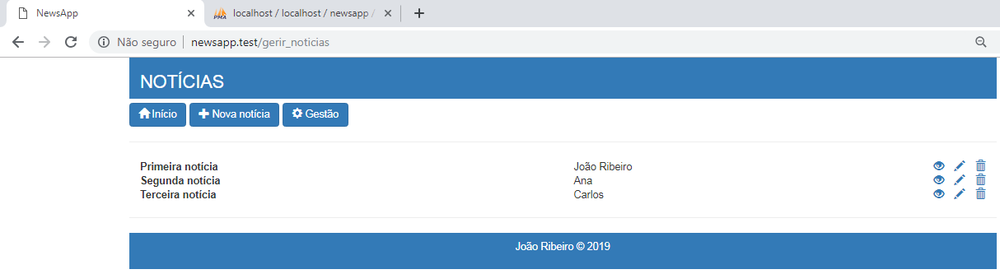 NewsApp
PMA localhost / localhost / newsapp /
Não seguro | newsapp.test/gerir_noticias
NOTÍCIAS
Início Nova notícia Gestão
Primeira notícia João Ribeiro
Segunda notícia Ana
Terceira notícia Carlos
João Ribeiro © 2019